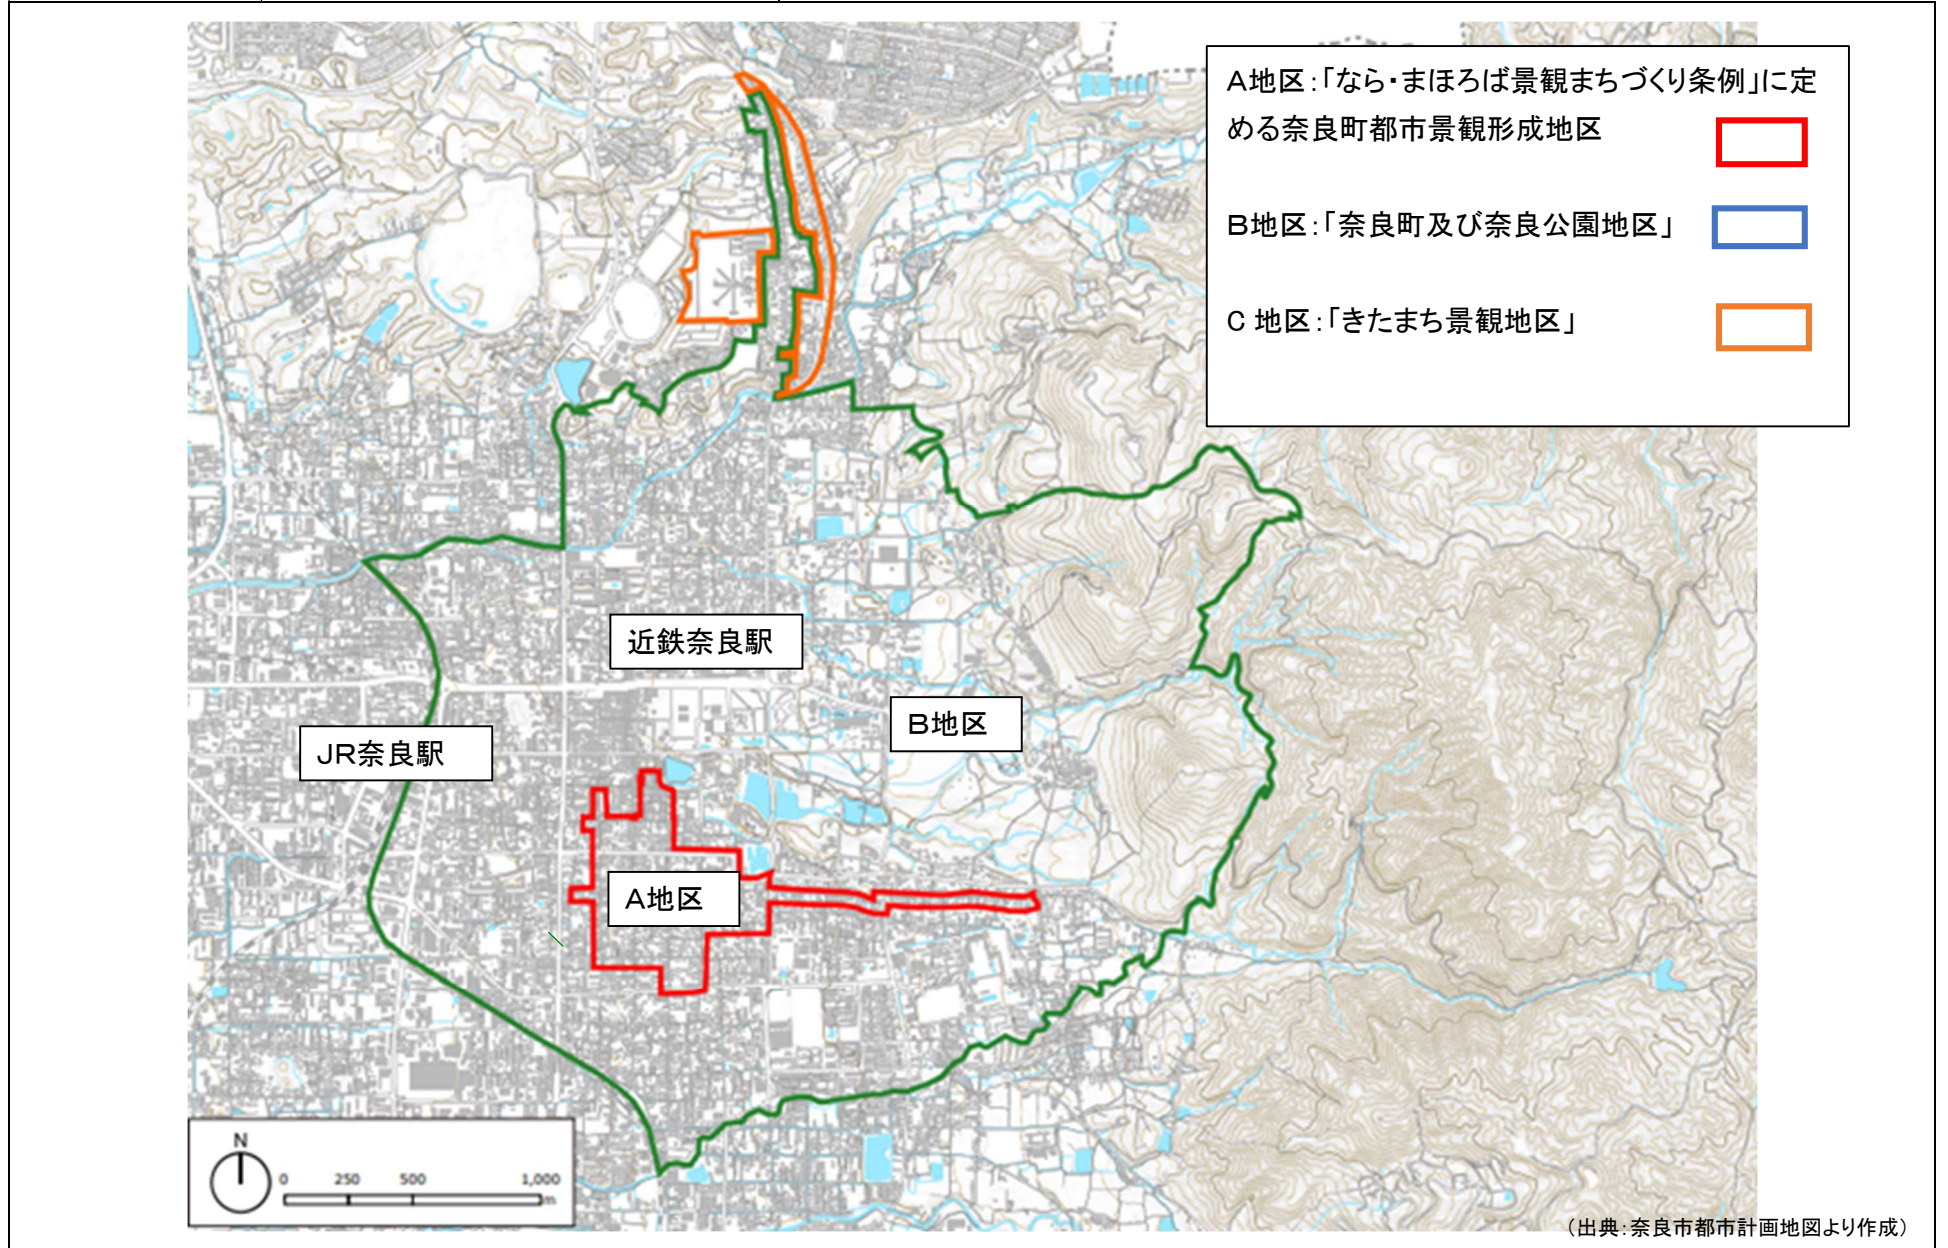 A地区:「なら・まほろば景観まちづくり条例」に定
める奈良町都市景観形成地区
B地区:「奈良町及び奈良公園地区」
C 地区:「きたまち景観地区」
近鉄奈良駅
B地区
JR奈良駅
A地区
N
0 250 500 1,000
m
(出典:奈良市都市計画地図より作成)